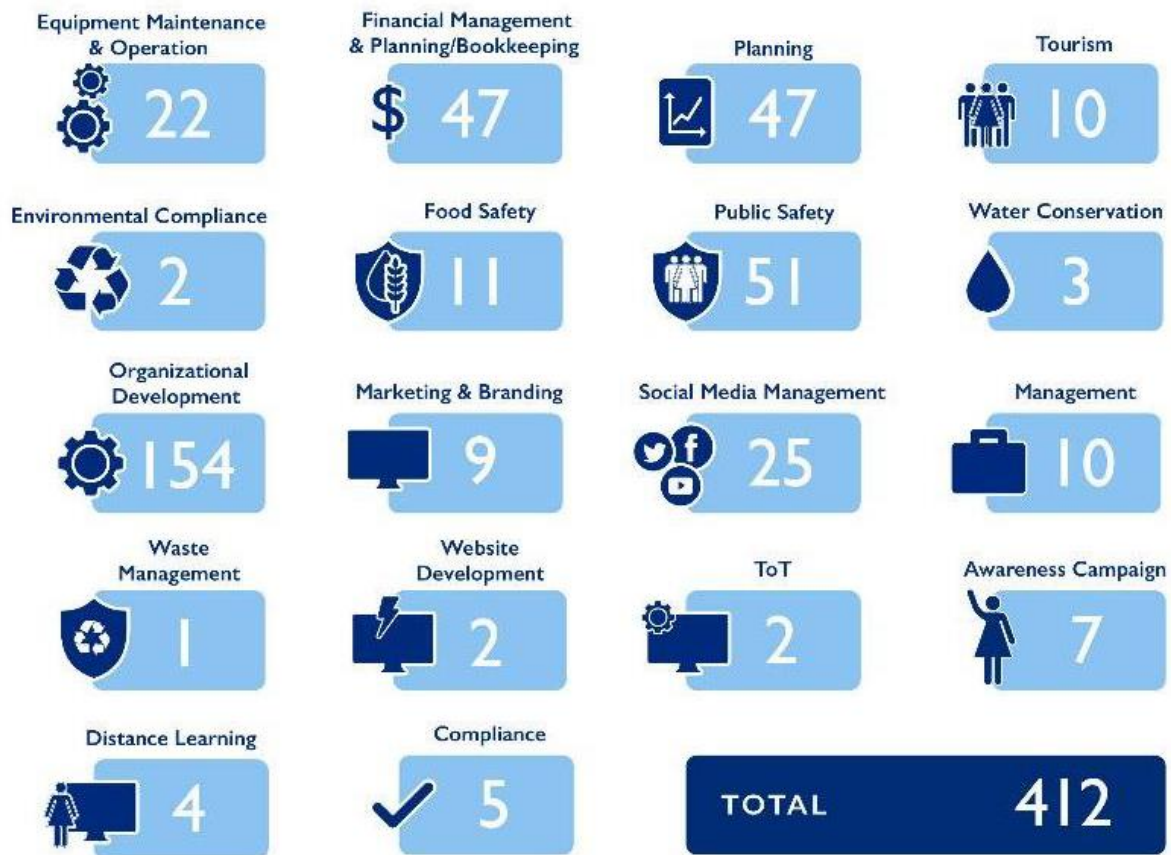 Equipment Maintenance
& Operation
22
Financial Management
& Planning/Bookkeeping
$
47
Planning
47
Tourism
10
Environmental Compliance
2
Food Safety
11
Public Safety
51
Water Conservation
3
Organizational
Development
154
Marketing & Branding
9
Social Media Management
25
Management
10
Waste
Management
1
Website
Development
2
ToT
2
Awareness Campaign
7
Distance Learning
4
Compliance
5
TOTAL 412